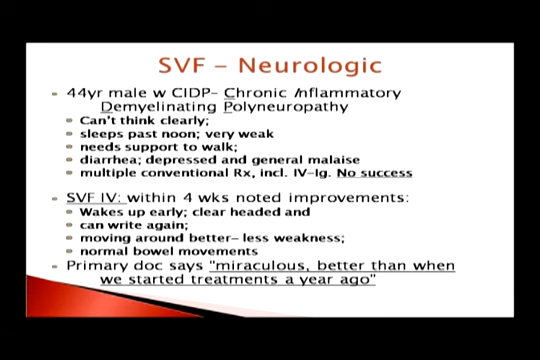 SVF – Neurologic
44yr male w CIDP– Chronic Inflammatory
Demyelinating Polyneuropathy
Can't think clearly;
sleeps past noon; very weak
needs support to walk;
diarrhea; depressed and general malaise
multiple conventional Rx, incl. IV-Ig. No success
SVF IV: within 4 wks noted improvements:
Wakes up early; clear headed and
can write again;
moving around better– less weakness;
normal bowel movements
Primary doc says "miraculous, better than when
we started treatments a year ago"